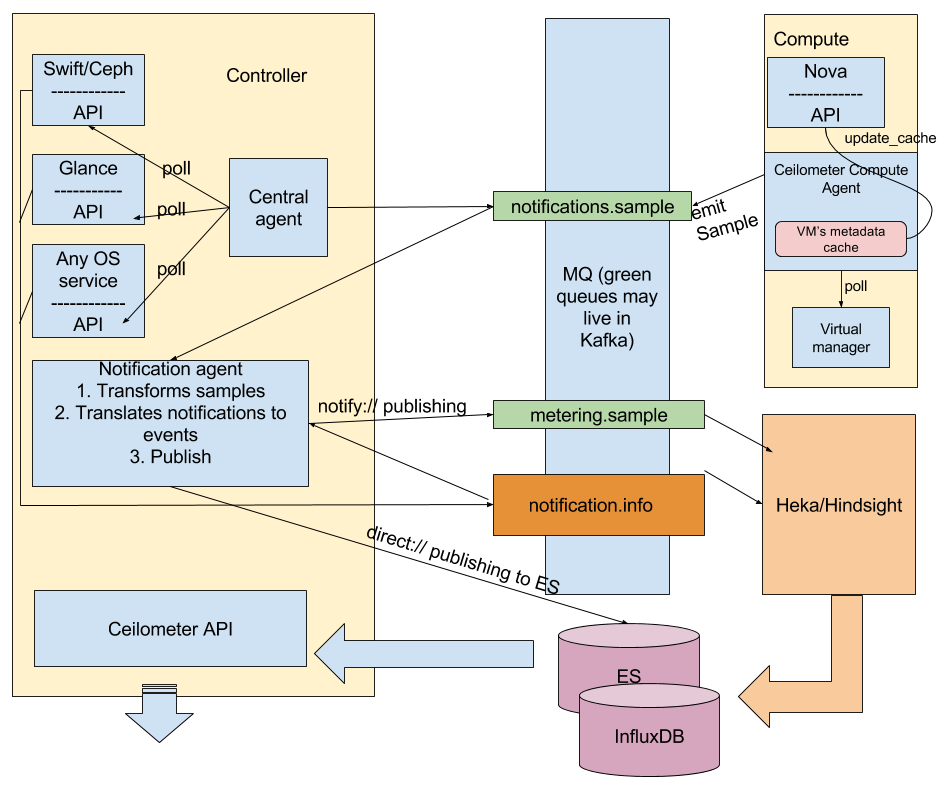 Controller
Swift/Ceph
------------
API
Glance
-----------
API
Any OS
service
------------
API
poll
poll
poll
Central
agent
Notification agent
1. Transforms samples
2. Translates notifications to
events
3. Publish
notify:// publishing
direct:// publishing to ES
Ceilometer API
notifications.sample
MQ (green
queues may
live in
Kafka)
metering.sample
notification.info
ES
InfluxDB
Compute
Nova
------------
API
update_cache
Ceilometer Compute
Agent
VM's metadata
cache
emit
Sample
poll
Virtual
manager
Heka/Hindsight